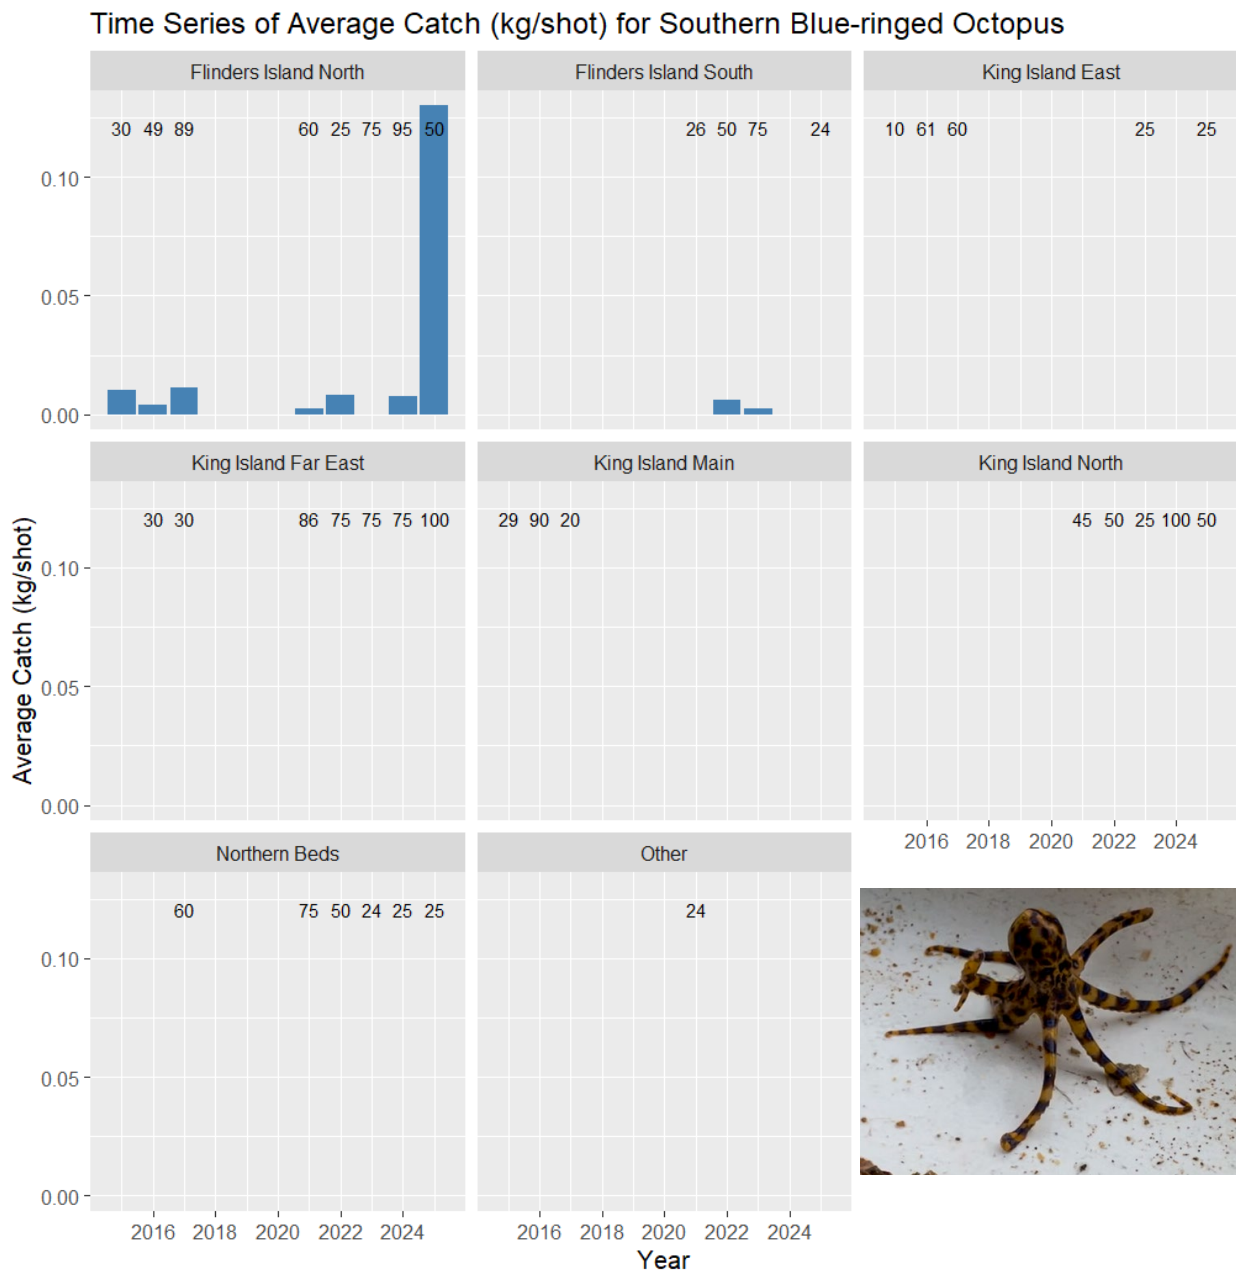 Time Series of Average Catch (kg/shot) for Southern Blue-ringed Octopus
Flinders Island North
Flinders Island South
King Island East
30 49 89 60 25 75 95 50
26 50 75 24
10 61 60 25 25
0.10
0.05
0.00
King Island Far East
King Island Main
King Island North
30 30 86 75 75 75 100
29 90 20
45 50 25 100 50
0.10
0.05
0.00
2016 2018 2020 2022 2024
Average Catch (kg/shot)
Northern Beds
Other
60 75 50 24 25 25
24
0.10
0.05
0.00
2016 2018 2020 2022 2024
2016 2018 2020 2022 2024
Year